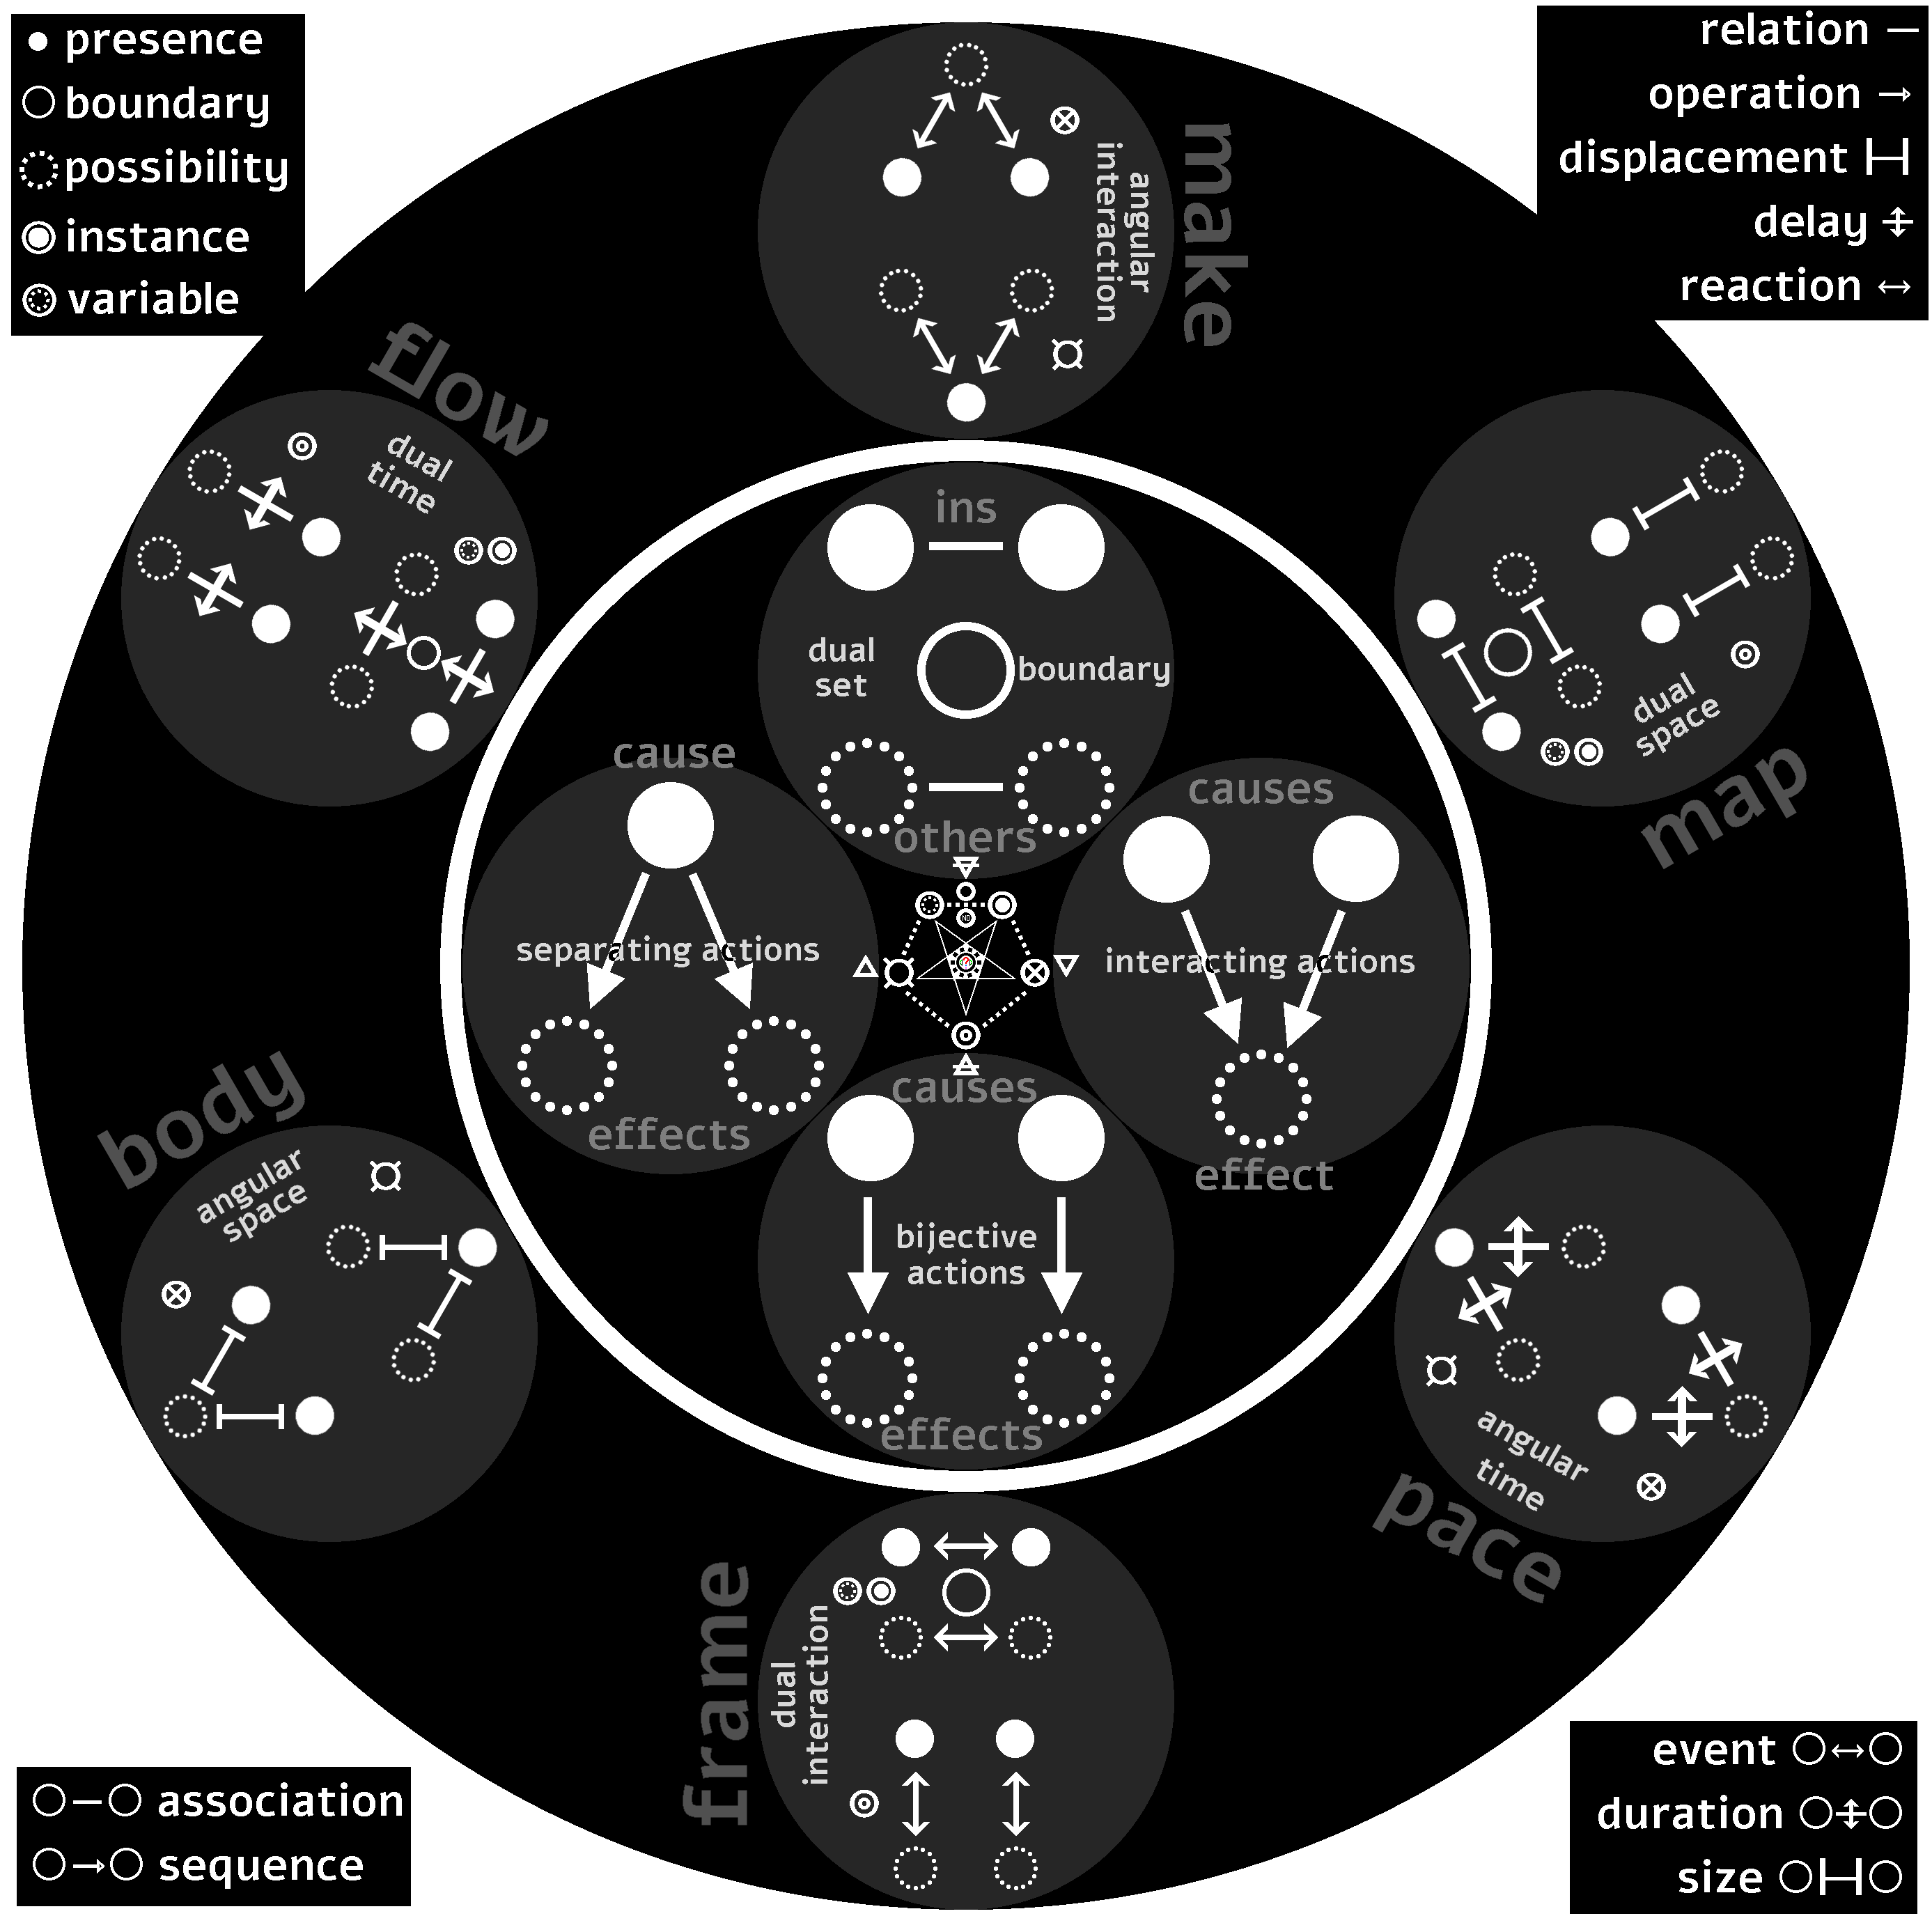 presence
boundary
possibility
instance
variable
relation
operation
displacement
delay
reaction
make
angular
interaction
flow
dual
time
map
dual
space
ins
dual
set
boundary
others
cause
separating actions
effects
causes
interacting actions
effect
causes
bijective
actions
effects
body
angular
space
pace
angular
time
frame
dual
interaction
association
sequence
event
duration
size